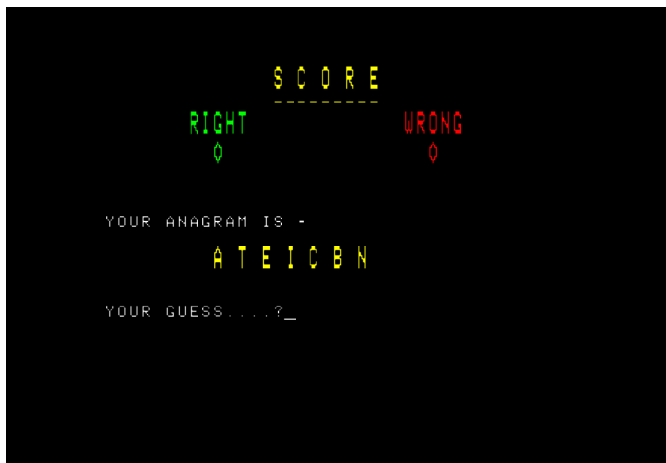 S C O R E
---------
RIGHT WRONG
0 0
YOUR ANAGRAM IS -
A T E I C B N
YOUR GUESS....?_